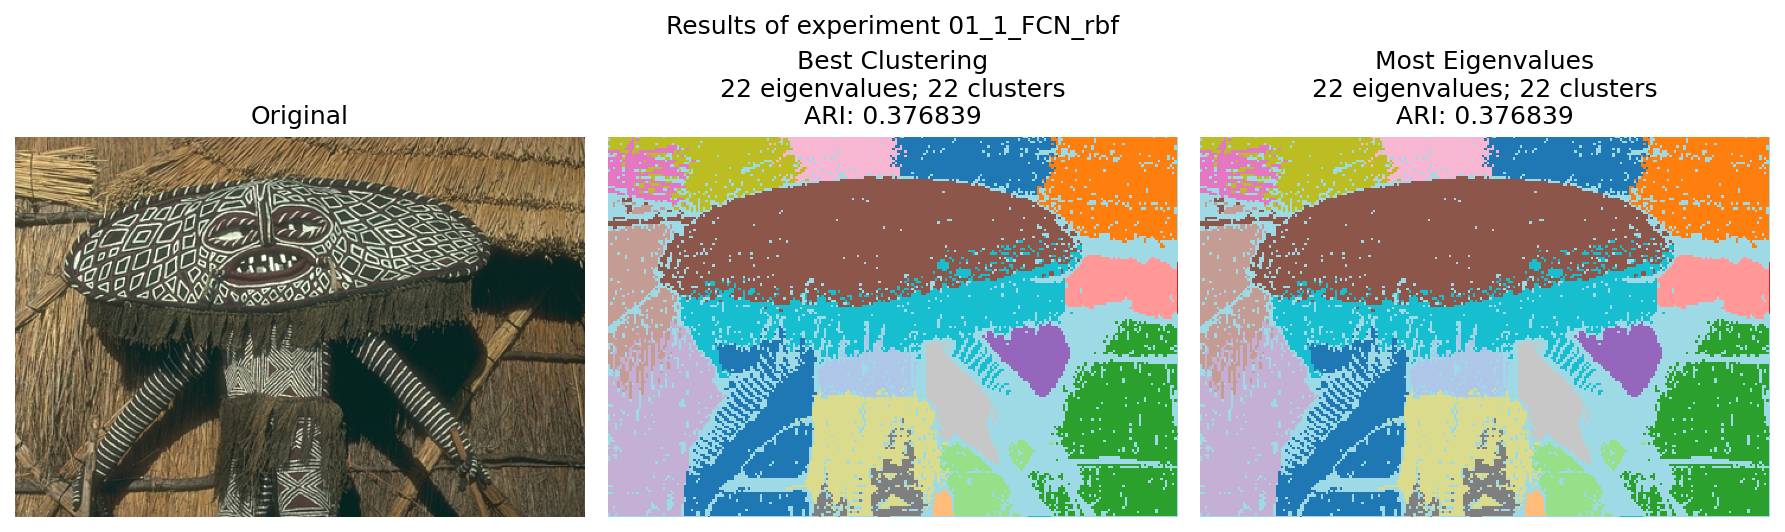 Results of experiment 01_1_FCN_rbf
Original
Best Clustering
22 eigenvalues; 22 clusters
ARI: 0.376839
Most Eigenvalues
22 eigenvalues; 22 clusters
ARI: 0.376839